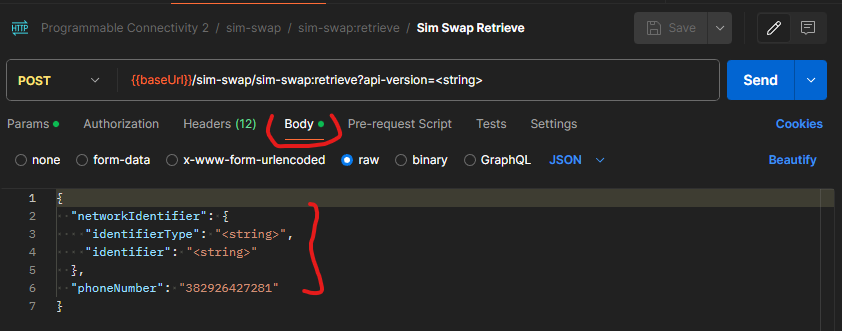 HTTP Programmable Connectivity 2 / sim-swap / sim-swap:retrieve / Sim Swap Retrieve Save
POST {{baseUrl}}/sim-swap/sim-swap:retrieve?api-version=<string> Send
Params Authorization Headers (12) Body Pre-request Script Tests Settings Cookies
none form-data x-www-form-urlencoded raw binary GraphQL JSON Beautify
1 {
2 "networkIdentifier": {
3 "identifierType": "<string>",
4 "identifier": "<string>"
5 },
6 "phoneNumber": "382926427281"
7 }